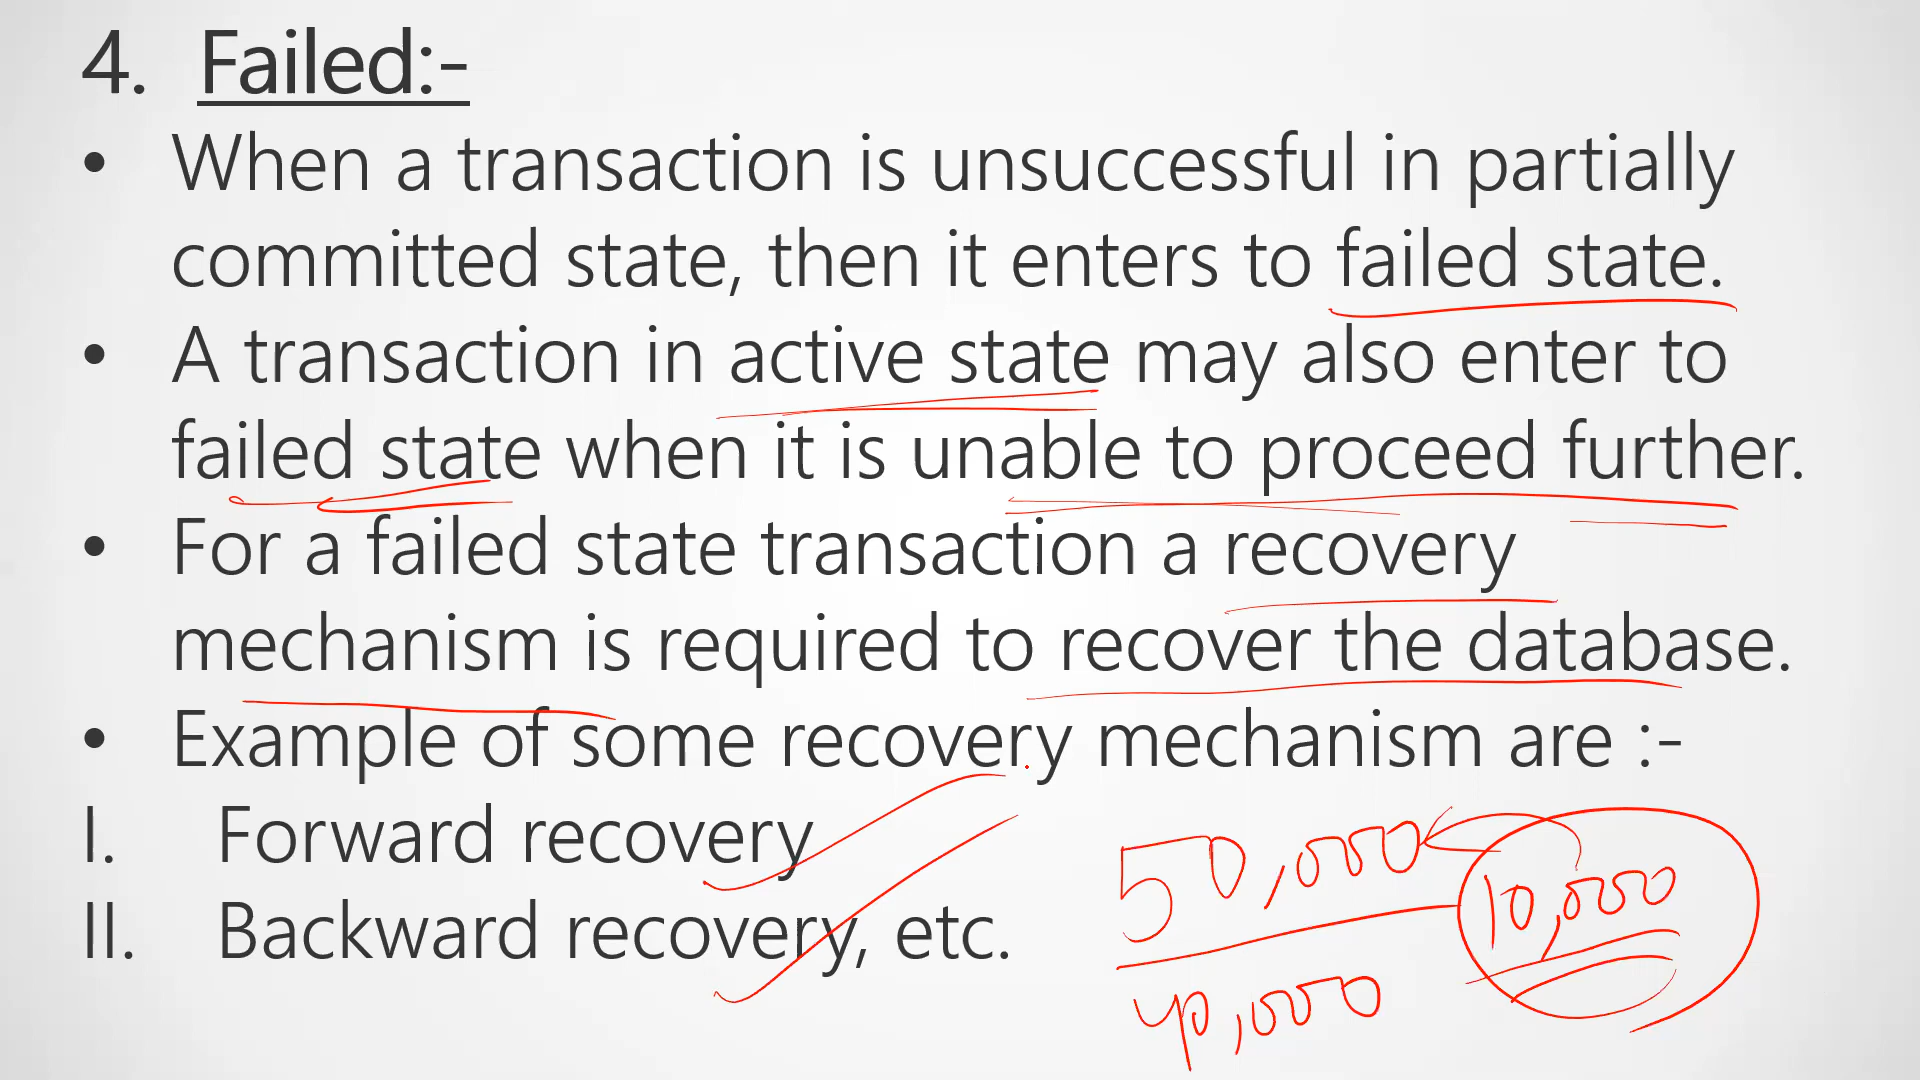 4. Failed:-
• When a transaction is unsuccessful in partially
committed state, then it enters to failed state.
• A transaction in active state may also enter to
failed state when it is unable to proceed further.
• For a failed state transaction a recovery
mechanism is required to recover the database.
• Example of some recovery mechanism are :-
I. Forward recovery
II. Backward recovery, etc.
50,000
10,000
40,000